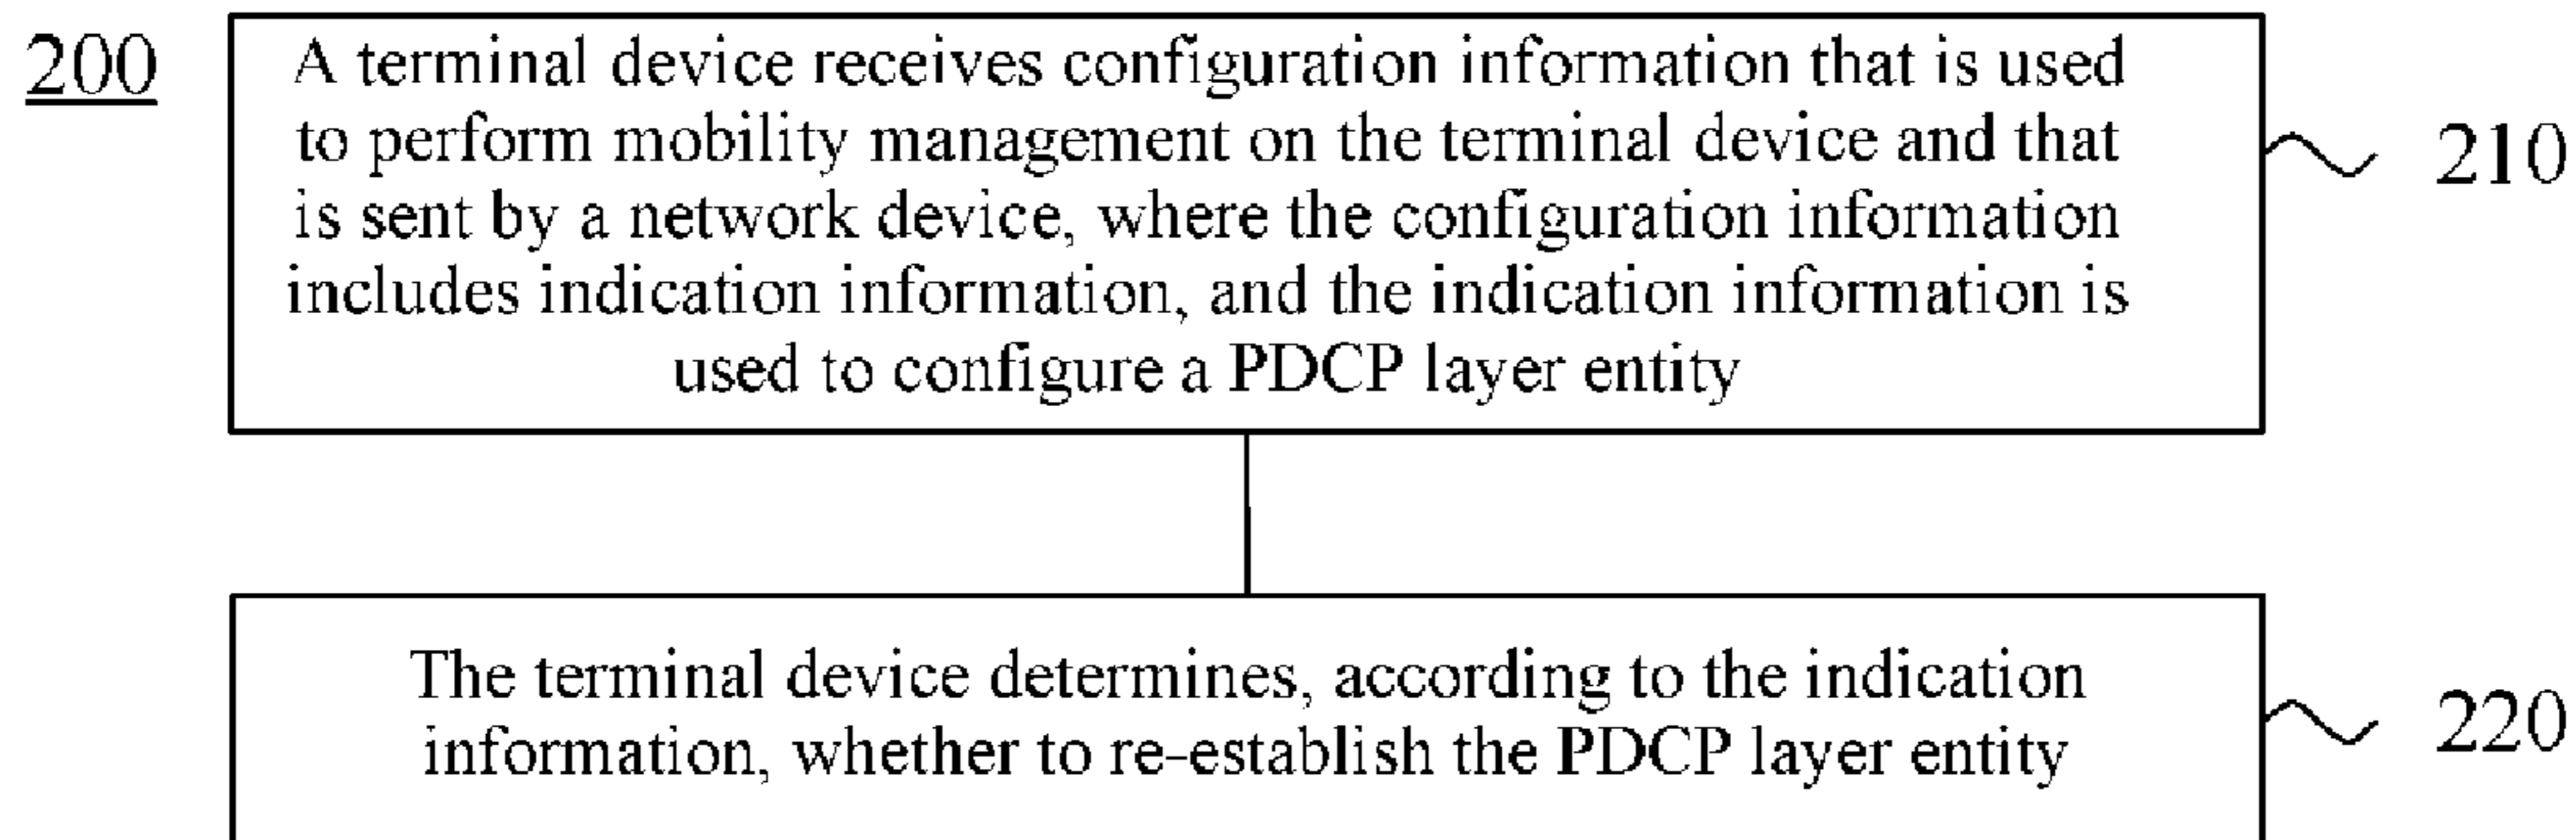 200
A terminal device receives configuration information that is used
to perform mobility management on the terminal device and that
is sent by a network device, where the configuration information
includes indication information, and the indication information is
used to configure a PDCP layer entity
210
The terminal device determines, according to the indication
information, whether to re-establish the PDCP layer entity
220